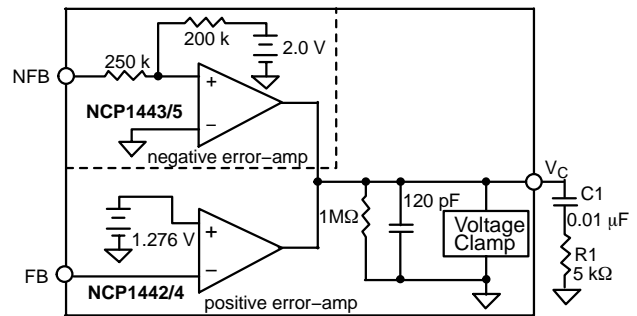 200 k
2.0 V
250 k
NFB
+
NCP1443/5
−
negative error−amp
VC
120 pF
C1
1MΩ
Voltage
Clamp
0.01 µF
+
1.276 V
R1
5 kΩ
−
FB
NCP1442/4
positive error−amp